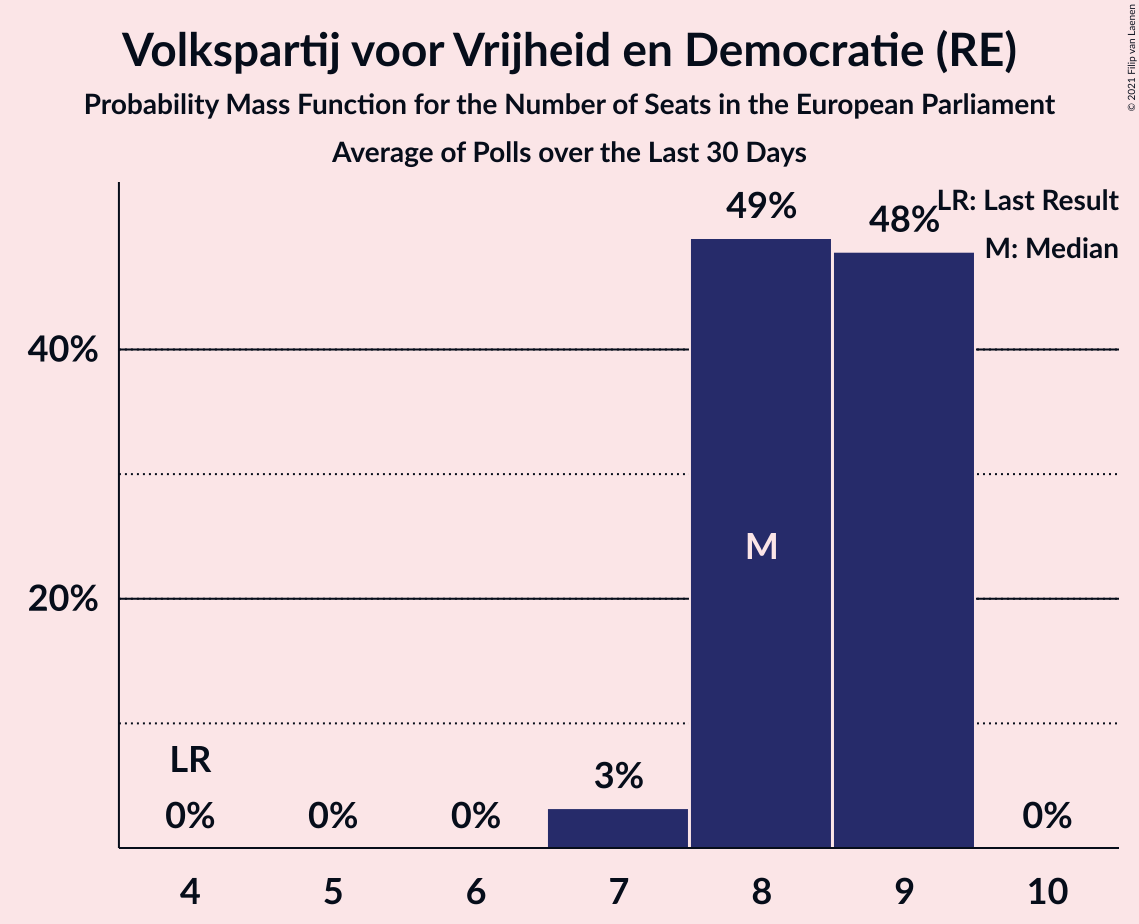 Volkspartij voor Vrijheid en Democratie (RE)
Probability Mass Function for the Number of Seats in the European Parliament
Average of Polls over the Last 30 Days
© 2021 Filip van Laenen
LR: Last Result
M: Median
49%
48%
40%
M
20%
LR
3%
0%
0%
0%
0%
4
5
6
7
8
9
10